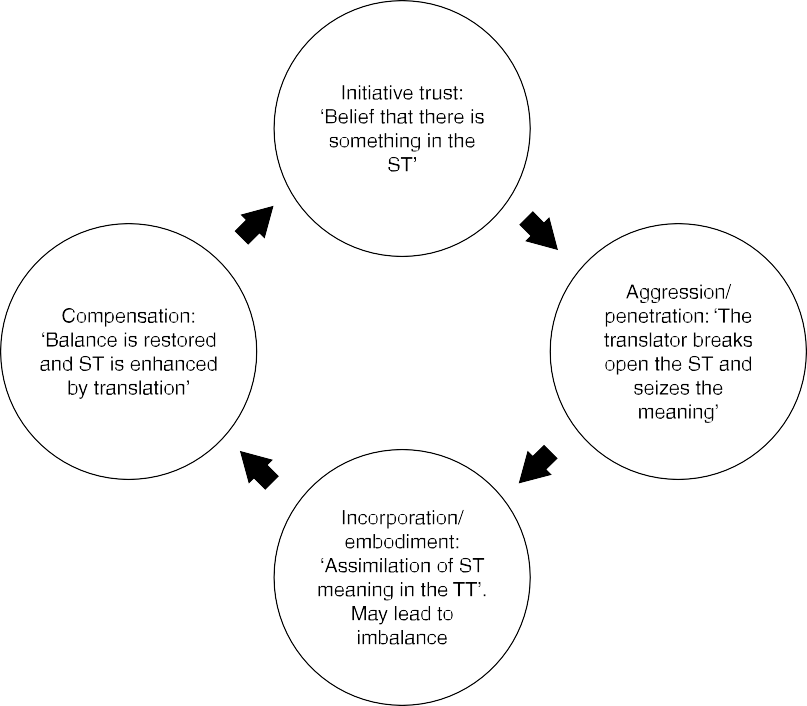 Initiative trust:
‘Belief that there is
something in the
ST’
Aggression/
penetration: ‘The
translator breaks
open the ST and
seizes the
meaning’
Incorporation/
embodiment:
‘Assimilation of ST
meaning in the TT’.
May lead to
imbalance
Compensation:
‘Balance is restored
and ST is enhanced
by translation’